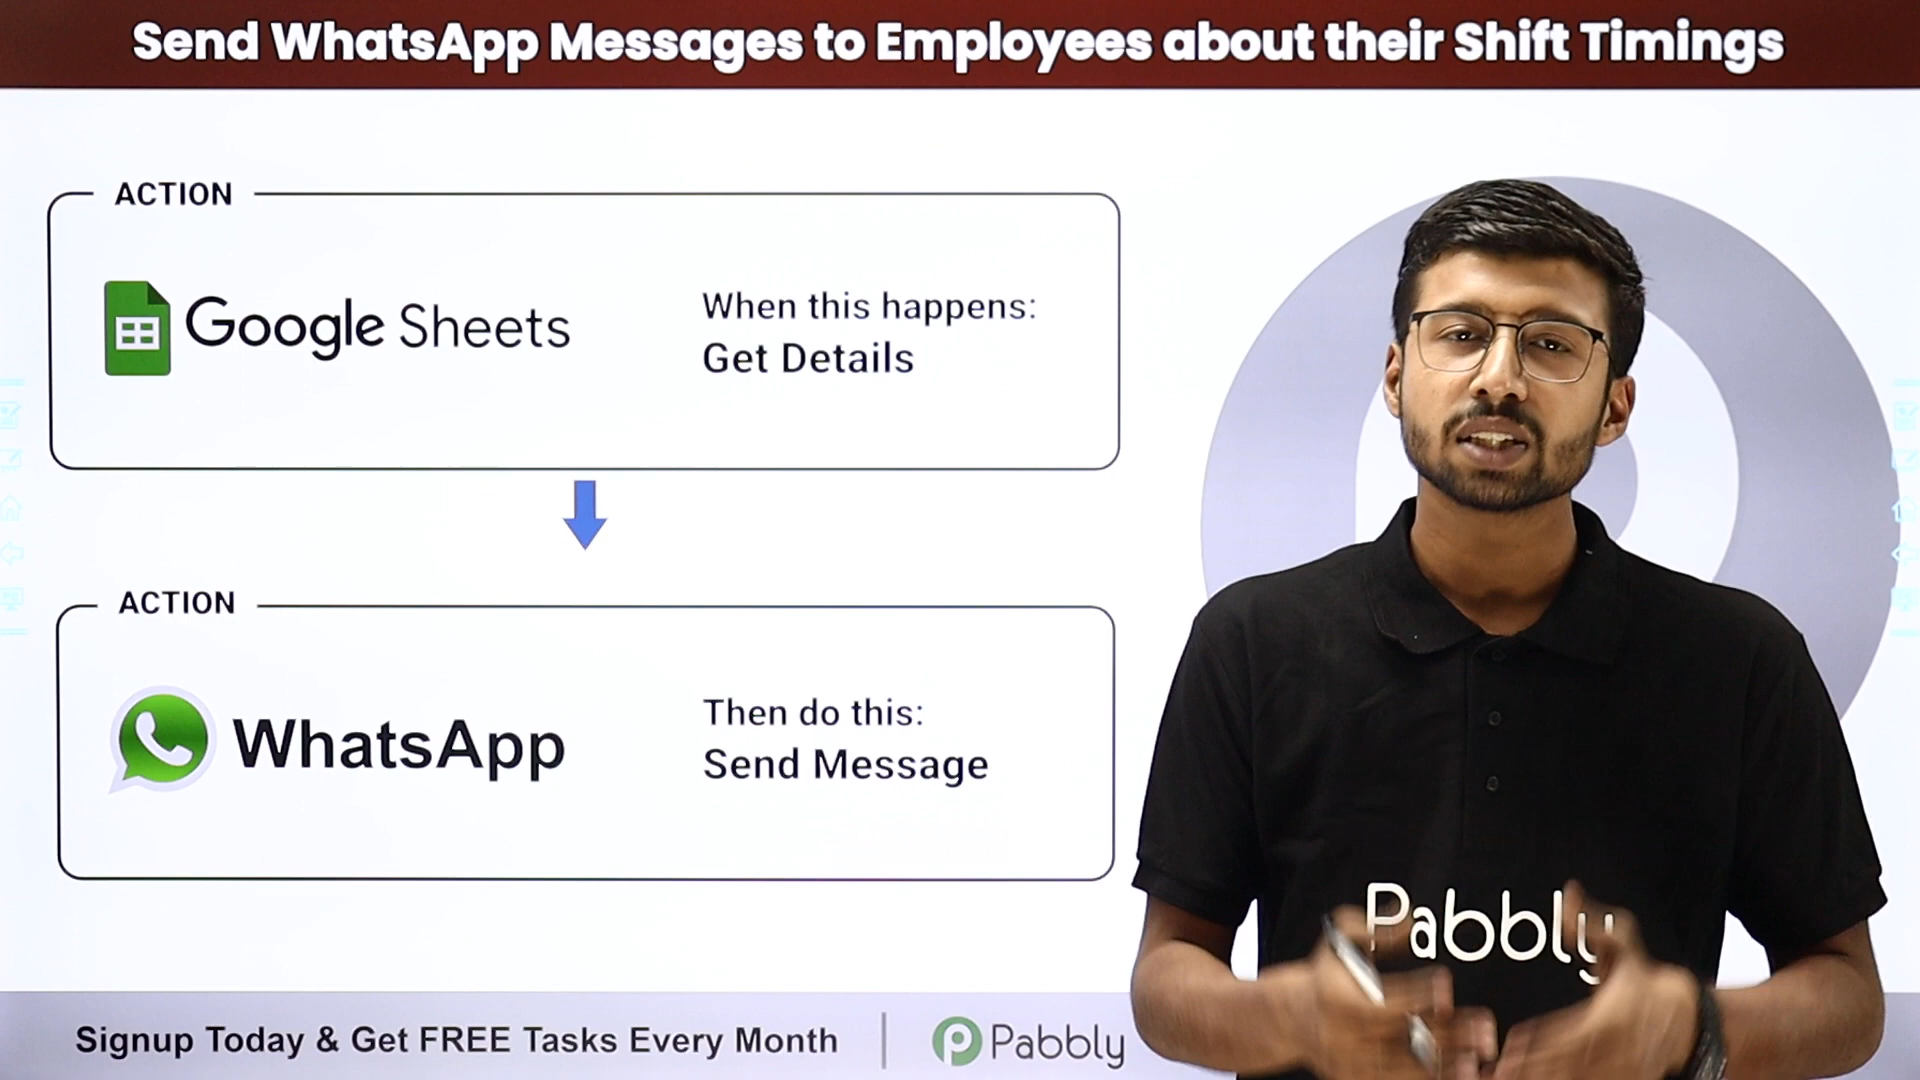 Send WhatsApp Messages to Employees about their Shift Timings
ACTION
Google Sheets
When this happens:
Get Details
ACTION
WhatsApp
Then do this:
Send Message
Pabbly
Signup Today & Get FREE Tasks Every Month
Pabbly